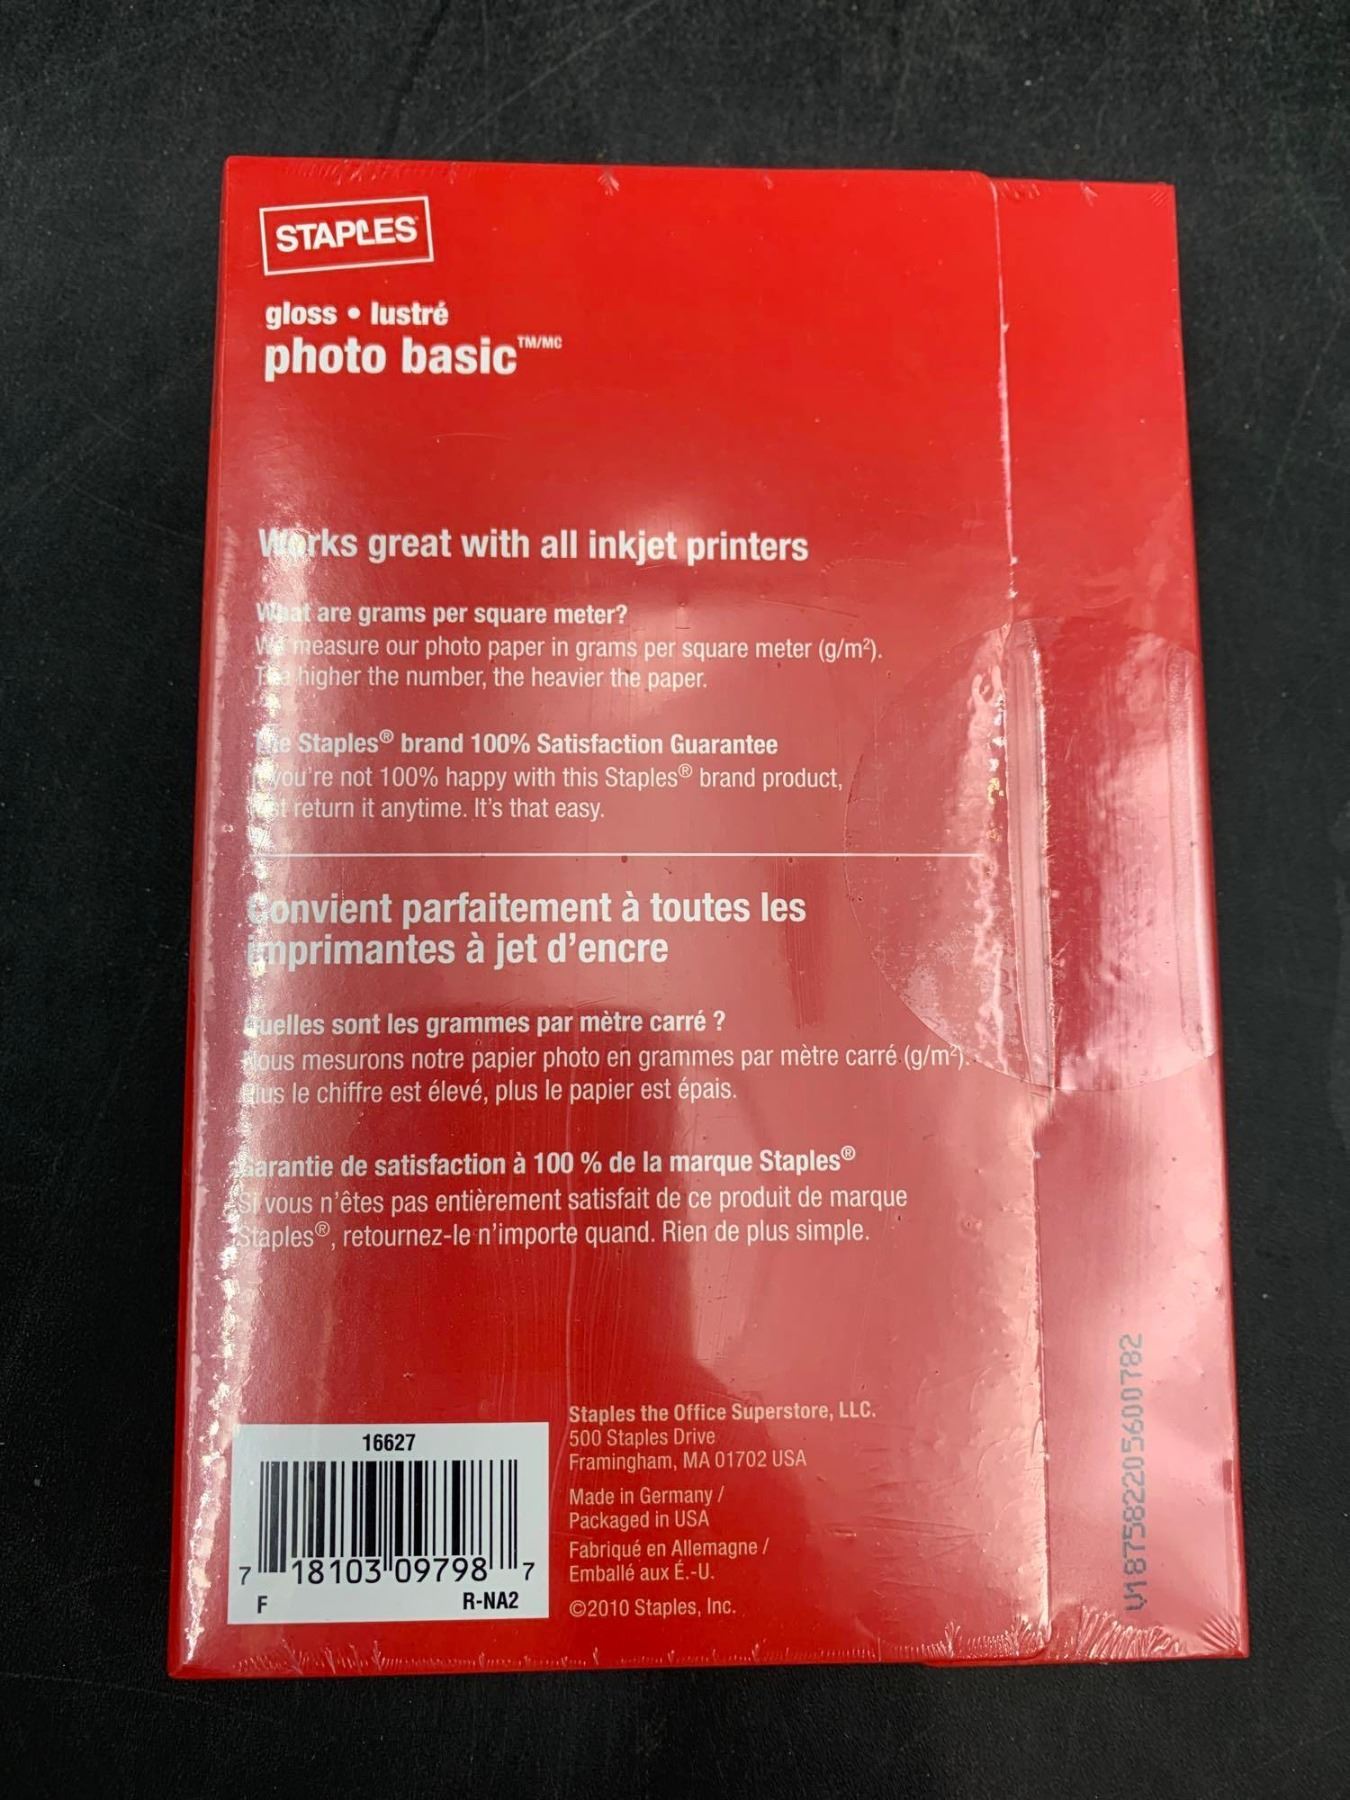 STAPLES
gloss • lustré
photo basic™/MC
Works great with all inkjet printers
What are grams per square meter?
We measure our photo paper in grams per square meter (g/m²).
The higher the number, the heavier the paper.
The Staples® brand 100% Satisfaction Guarantee
If you're not 100% happy with this Staples® brand product,
just return it anytime. It's that easy.
Convient parfaitement à toutes les
imprimantes à jet d'encre
Quelles sont les grammes par mètre carré ?
Nous mesurons notre papier photo en grammes par mètre carré (g/m²).
Plus le chiffre est élevé, plus le papier est épais.
Garantie de satisfaction à 100 % de la marque Staples®
Si vous n'êtes pas entièrement satisfait de ce produit de marque
Staples®, retournez-le n'importe quand. Rien de plus simple.
Staples the Office Superstore, LLC.
500 Staples Drive
Framingham, MA 01702 USA
Made in Germany /
Packaged in USA
Fabriqué en Allemagne /
Emballé aux É.-U.
©2010 Staples, Inc.
16627
7 18103 09798 7
F R-NA2